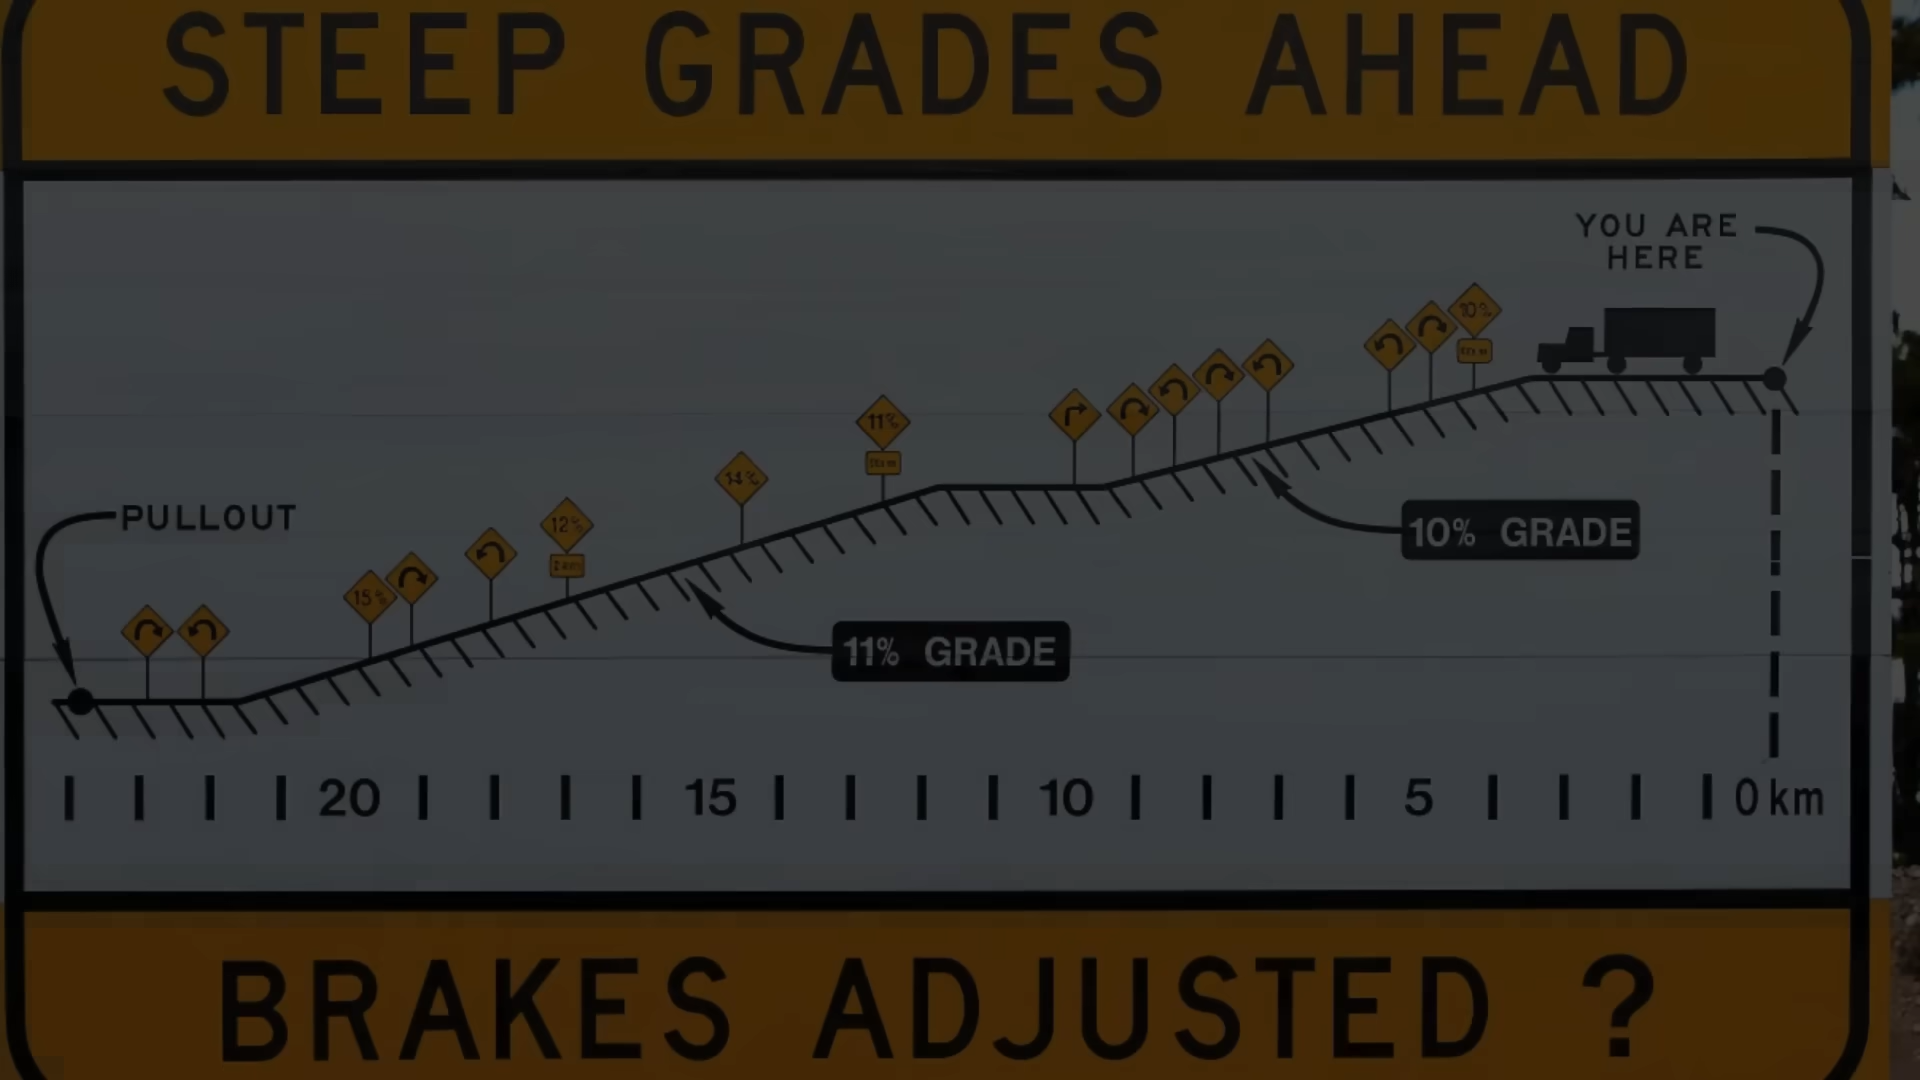 STEEP GRADES AHEAD
YOU ARE
HERE
10%
11%
14%
12%
15%
PULLOUT
10% GRADE
11% GRADE
20 15 10 5 0 km
BRAKES ADJUSTED ?